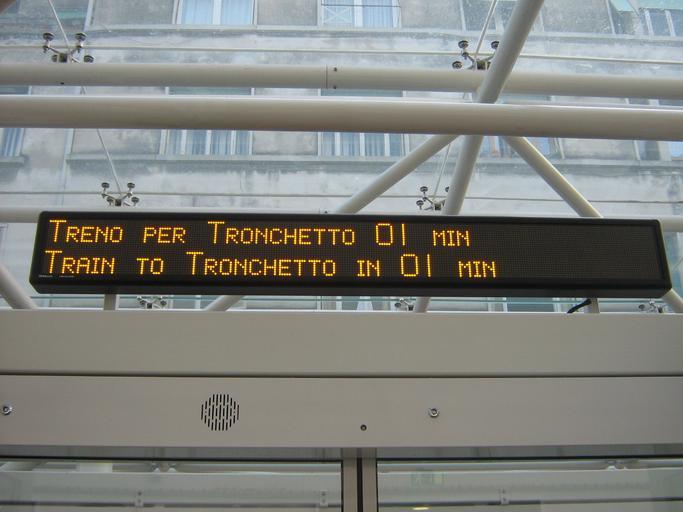 Treno per Tronchetto 01 min
Train to Tronchetto in 01 min